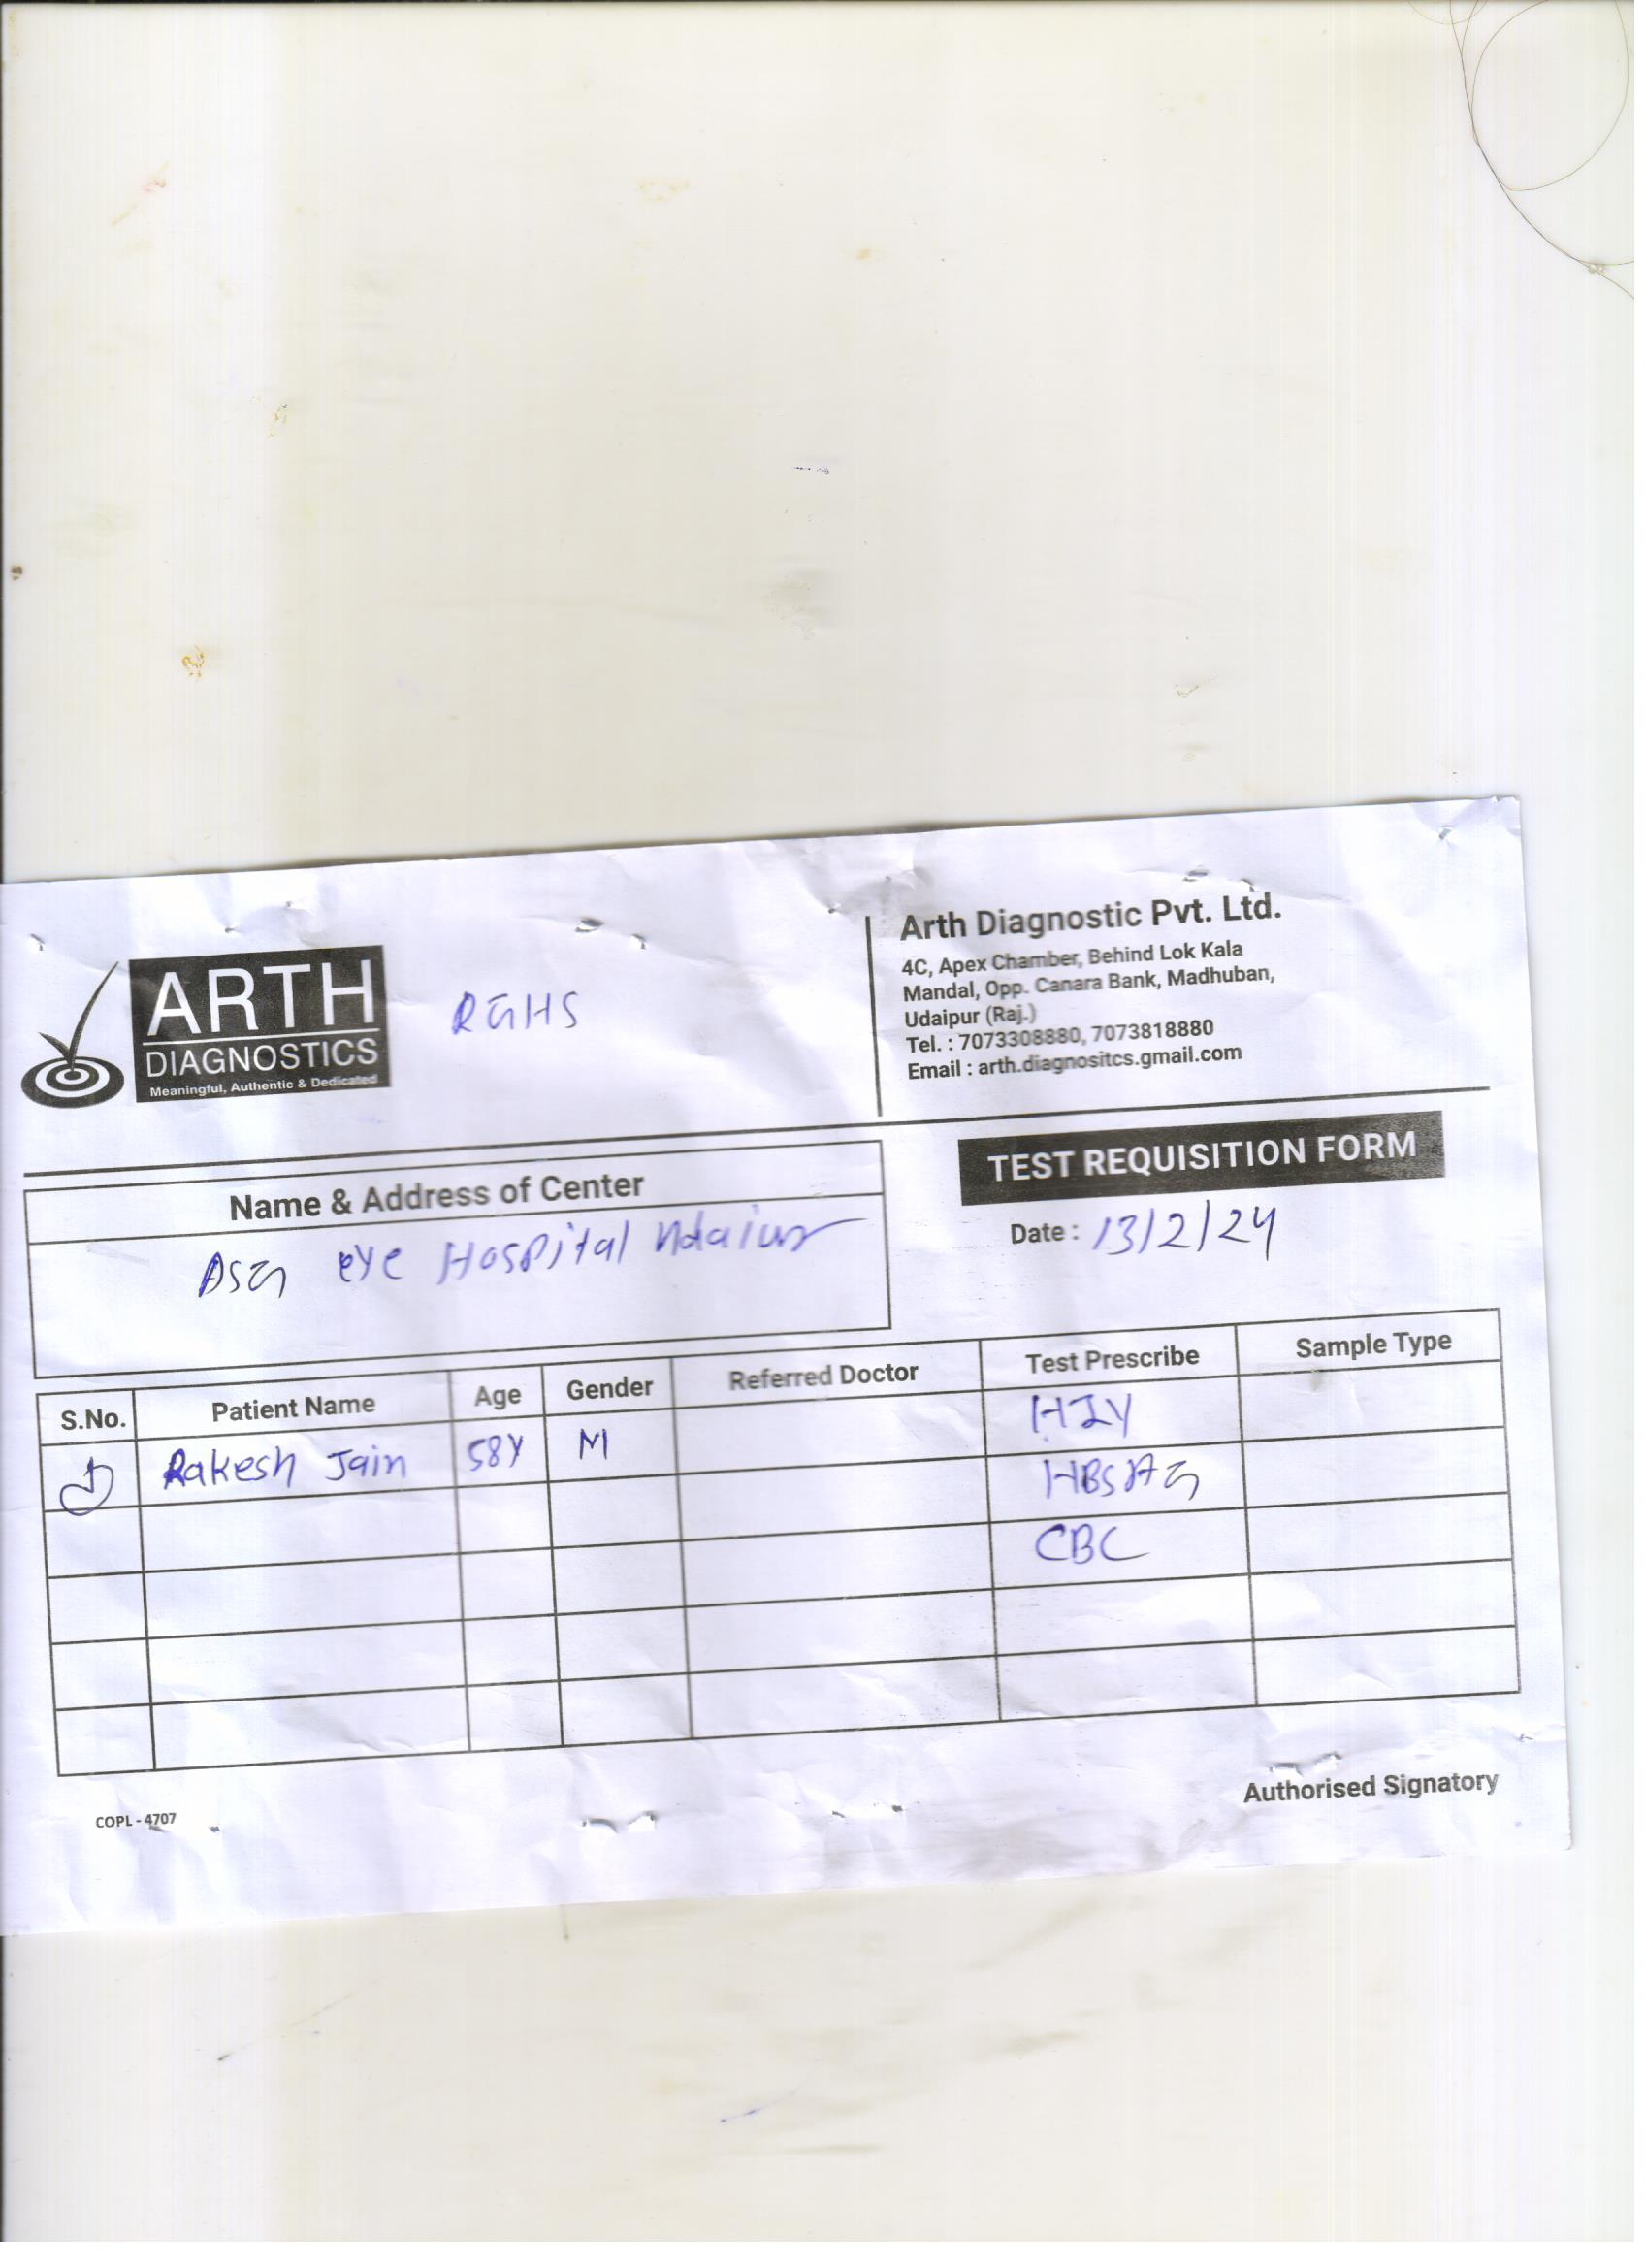 ARTH
DIAGNOSTICS
Meaningful, Authentic & Dedicated
RGHS
Arth Diagnostic Pvt. Ltd.
4C, Apex Chamber, Behind Lok Kala
Mandal, Opp. Canara Bank, Madhuban,
Udaipur (Raj.)
Tel. : 7073308880, 7073818880
Email : arth.diagnositcs.gmail.com
TEST REQUISITION FORM
Date : 13/2/24
Name & Address of Center
ASG eye Hospital
S.No. Patient Name Age Gender Referred Doctor Test Prescribe Sample Type
1 Rakesh Jain 58Y M HIV
HBSAG
CBC
Authorised Signatory
COPL - 4707